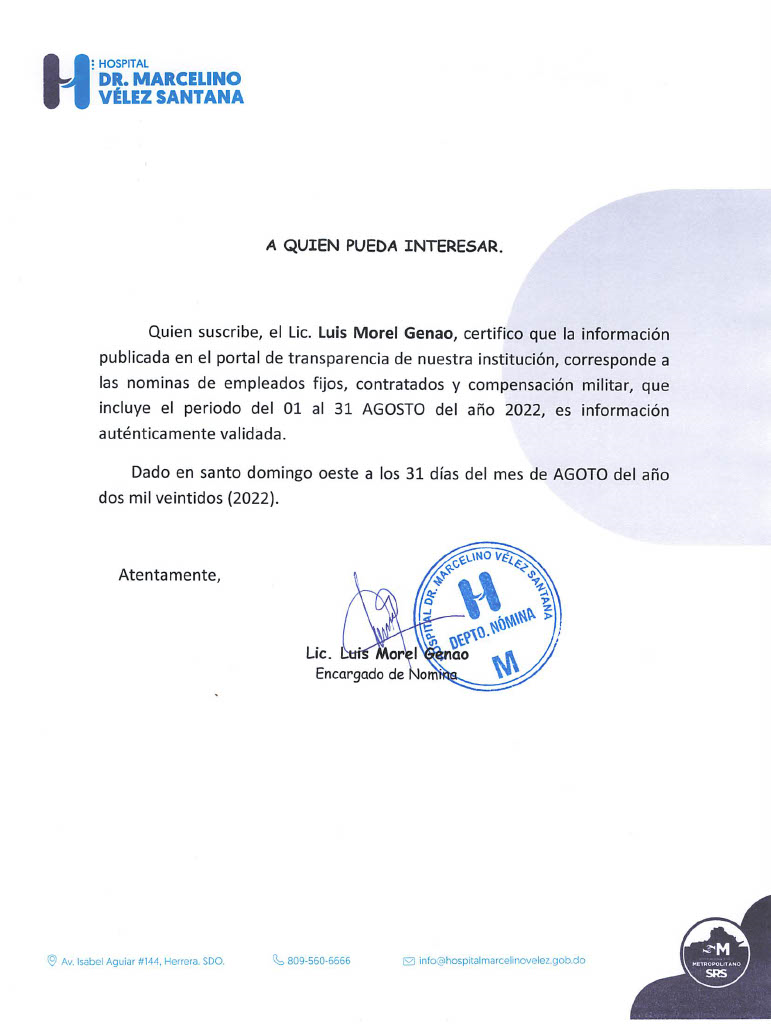 HOSPITAL
DR. MARCELINO
VÉLEZ SANTANA
A QUIEN PUEDA INTERESAR.
Quien suscribe, el Lic. Luis Morel Genao, certifico que la información
publicada en el portal de transparencia de nuestra institución, corresponde a
las nominas de empleados fijos, contratados y compensación militar, que
incluye el periodo del 01 al 31 AGOSTO del año 2022, es información
auténticamente validada.
Dado en santo domingo oeste a los 31 días del mes de AGOTO del año
dos mil veintidos (2022).
Atentamente,
HOSPITAL DR. MARCELINO VÉLEZ SANTANA
H
DEPTO. NÓMINA
M
Lic. Luis Morel Genao
Encargado de Nomina
Av. Isabel Aguiar #144, Herrera, SDO.
809-560-6666
info@hospitalmarcelinovelez.gob.do
M
METROPOLITANO
SRS